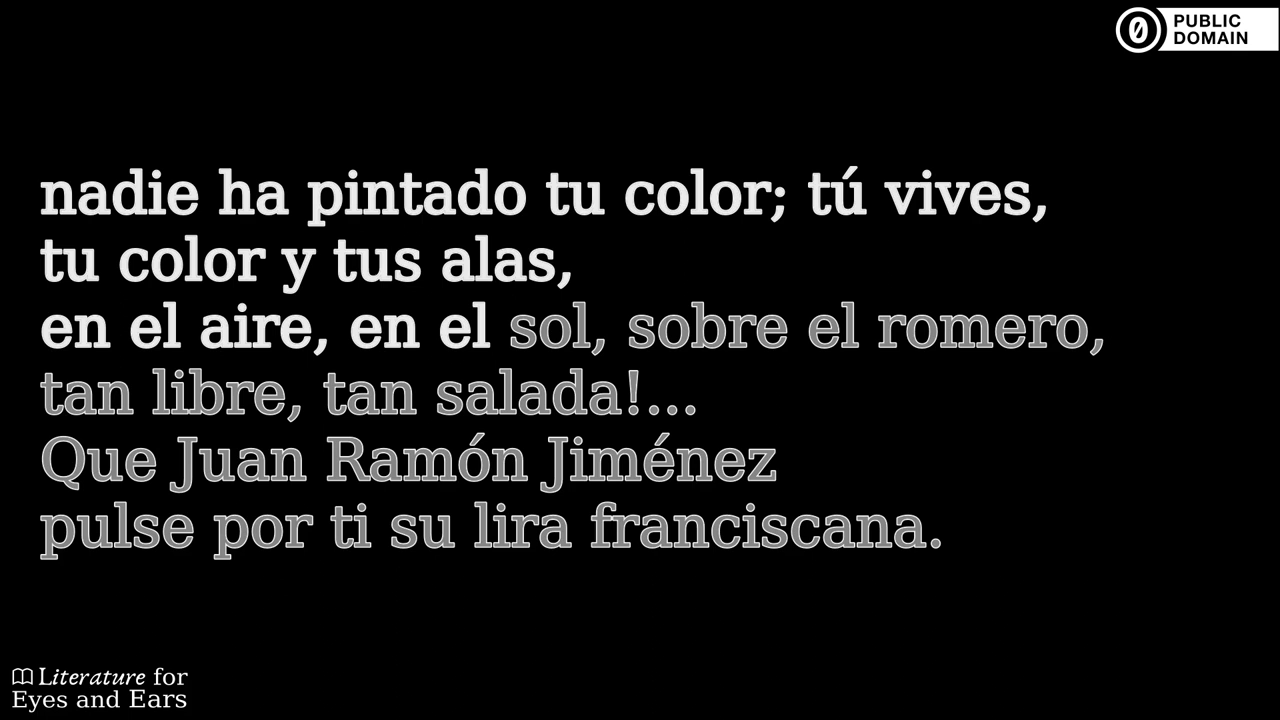 PUBLIC
DOMAIN
nadie ha pintado tu color; tú vives,
tu color y tus alas,
en el aire, en el sol, sobre el romero,
tan libre, tan salada!...
Que Juan Ramón Jiménez
pulse por ti su lira franciscana.
Literature for
Eyes and Ears